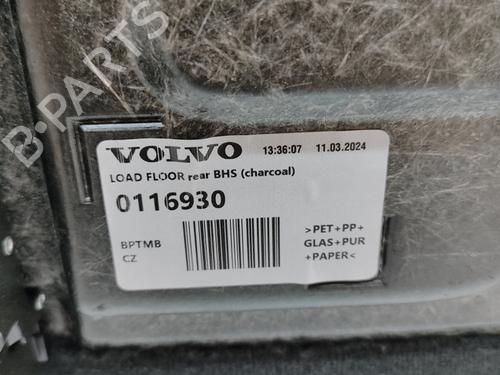 B-PARTS
VOLVO 13:36:07 11.03.2024
LOAD FLOOR rear BHS (charcoal)
0116930
BPTMB
CZ
>PET+PP+
GLAS+PUR
+PAPER<